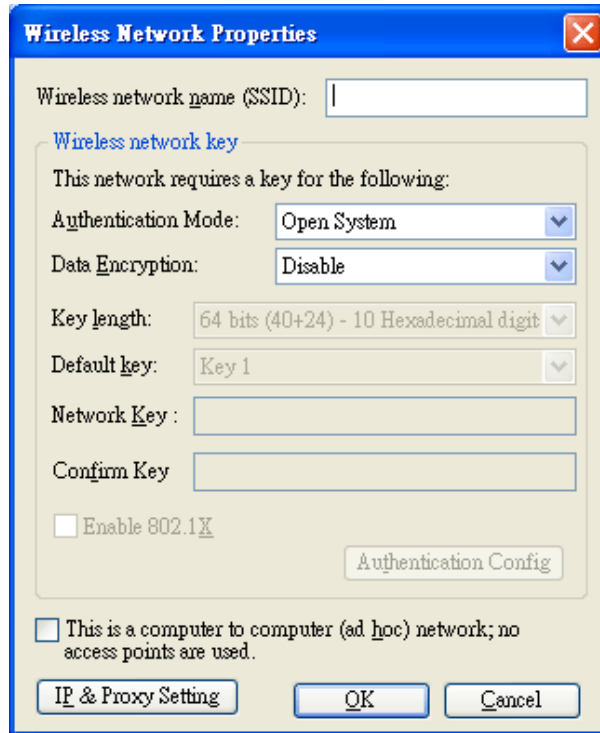 Wireless Network Properties
Wireless network name (SSID):
Wireless network key
This network requires a key for the following:
Authentication Mode: Open System
Data Encryption: Disable
Key length: 64 bits (40+24) - 10 Hexadecimal digit
Default key: Key 1
Network Key :
Confirm Key
Enable 802.1X
Authentication Config
This is a computer to computer (ad hoc) network; no
access points are used.
IP & Proxy Setting OK Cancel